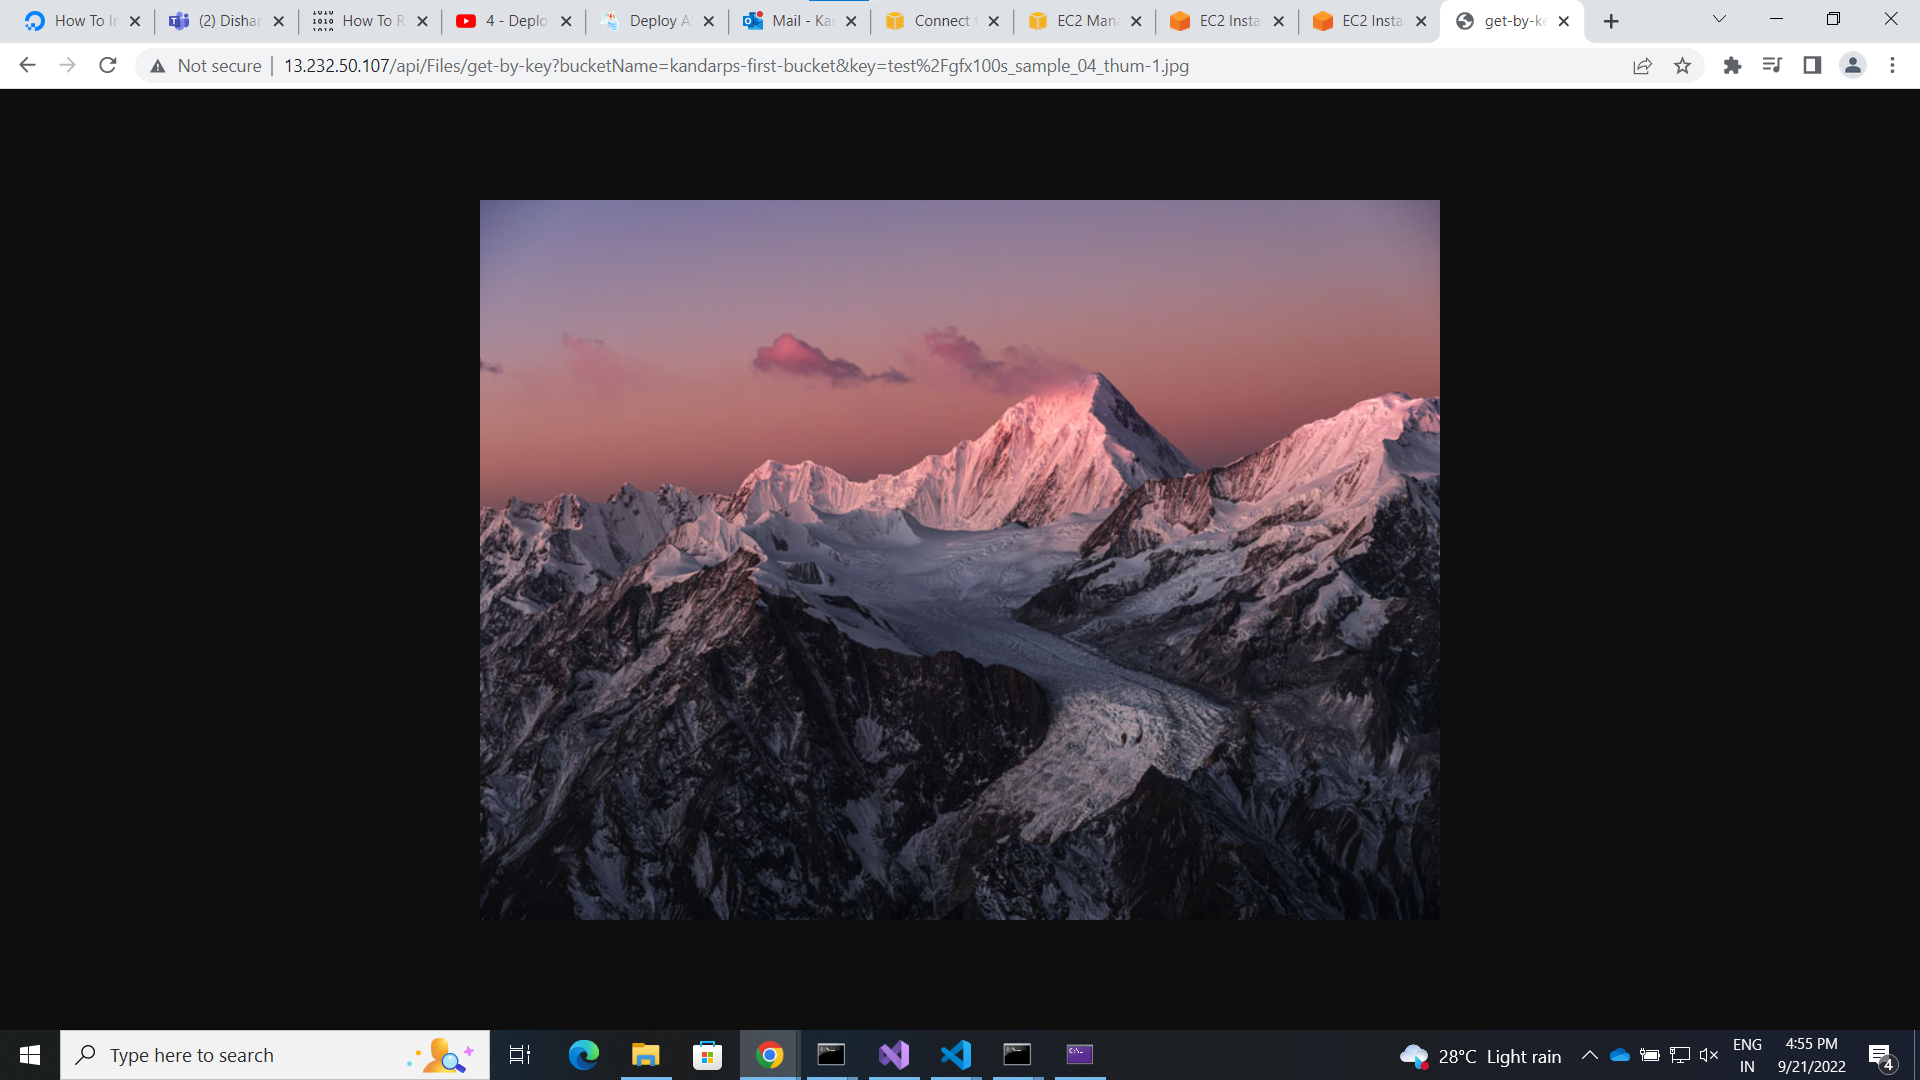 How To I
(2) Dishar
How To R
4 - Deplo
Deploy A
Mail - Ka
Connect
EC2 Man
EC2 Insta
EC2 Insta
get-by-ke
Not secure
13.232.50.107/api/Files/get-by-key?bucketName=kandarps-first-bucket&key=test%2Fgfx100s_sample_04_thum-1.jpg
Type here to search
28°C Light rain
ENG
IN
4:55 PM
9/21/2022
4